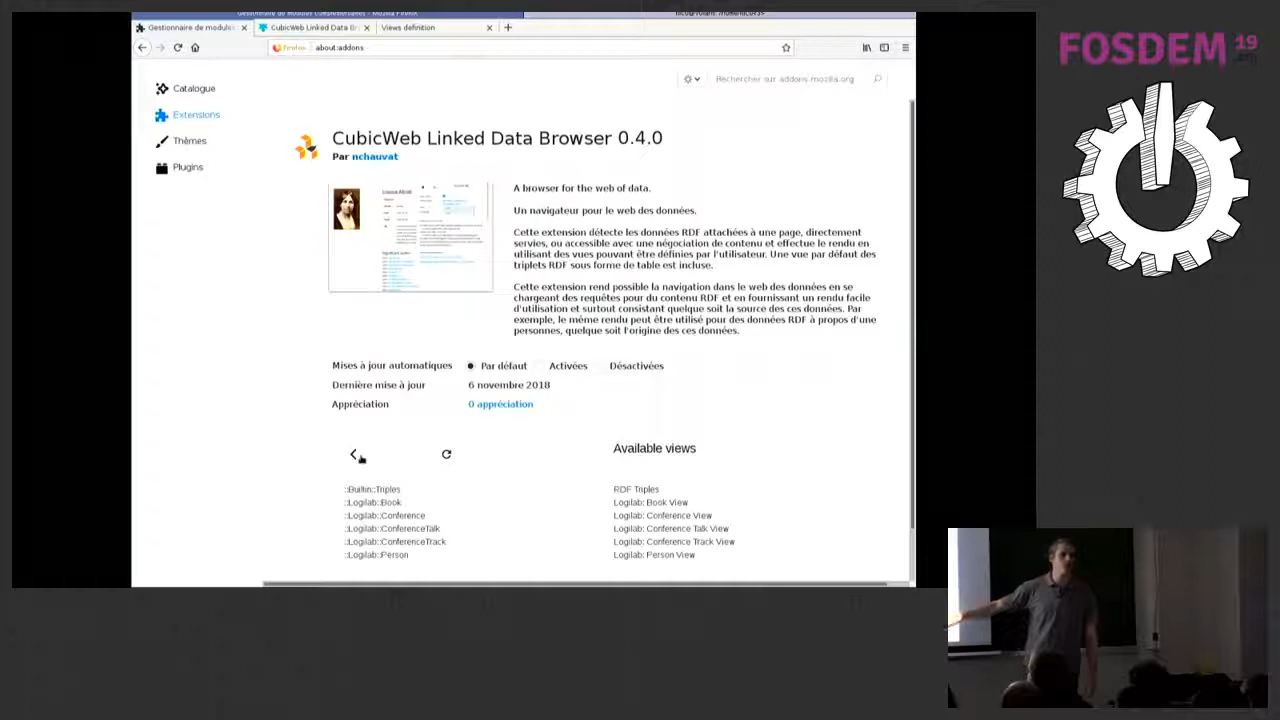 FOSDEM 19
.org
Gestionnaire de modules
CubicWeb Linked Data Br
Views definition
Firefox
about:addons
Catalogue
Extensions
Thèmes
Plugins
Rechercher sur addons.mozilla.org
CubicWeb Linked Data Browser 0.4.0
Par nchauvat
A browser for the web of data.
Un navigateur pour le web des données.
Cette extension détecte les données RDF attachées à une page, directement
servies, ou accessible avec une négociation de contenu et effectue le rendu en
utilisant des vues pouvant être définies par l'utilisateur. Une vue par défaut des
triplets RDF sous forme de table est incluse.
Cette extension rend possible la navigation dans le web des données en se
chargeant des requêtes pour du contenu RDF et en fournissant un rendu facile
d'utilisation et surtout consistant quelque soit la source des ces données. Par
exemple, le même rendu peut être utilisé pour des données RDF à propos d'une
personnes, quelque soit l'origine des ces données.
Mises à jour automatiques Par défaut Activées Désactivées
Dernière mise à jour 6 novembre 2018
Appréciation 0 appréciation
Available views
::Builtin::Triples RDF Triples
::Logilab::Book Logilab: Book View
::Logilab::Conference Logilab: Conference View
::Logilab::ConferenceTalk Logilab: Conference Talk View
::Logilab::ConferenceTrack Logilab: Conference Track View
::Logilab::Person Logilab: Person View